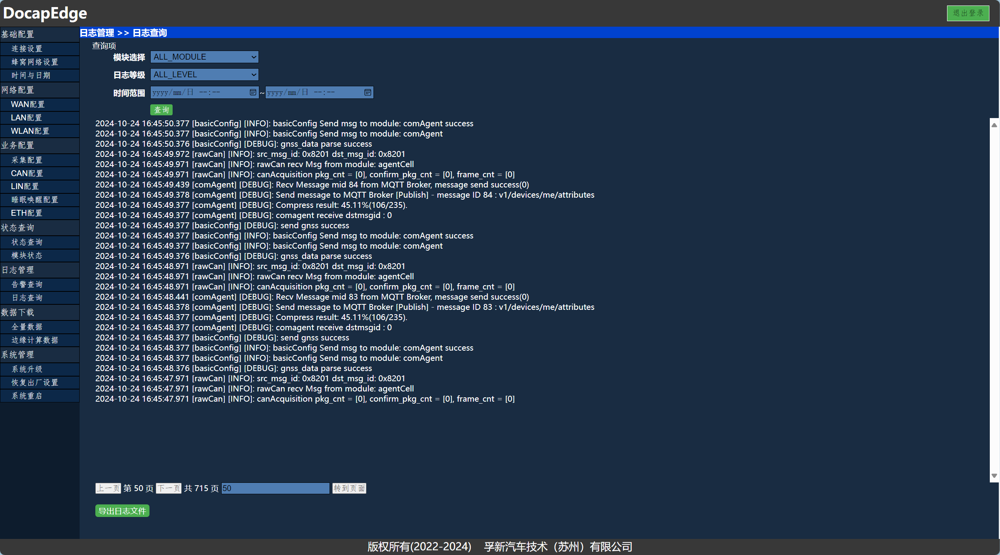 DocapEdge
退出登录
基础配置
连接设置
蜂窝网络设置
时间与日期
网络配置
WAN配置
LAN配置
WLAN配置
业务配置
采集配置
CAN配置
LIN配置
睡眠唤醒配置
ETH配置
状态查询
状态查询
模块状态
日志管理
告警查询
日志查询
数据下载
全量数据
边缘计算数据
系统管理
系统升级
恢复出厂设置
系统重启
日志管理 >> 日志查询
查询项
模块选择 ALL_MODULE
日志等级 ALL_LEVEL
时间范围 yyyy/mm/日 --:-- ~ yyyy/mm/日 --:--
查询
2024-10-24 16:45:50.377 [basicConfig] [INFO]: basicConfig Send msg to module: comAgent success
2024-10-24 16:45:50.377 [basicConfig] [INFO]: basicConfig Send msg to module: comAgent
2024-10-24 16:45:50.376 [basicConfig] [DEBUG]: gnss_data parse success
2024-10-24 16:45:49.972 [rawCan] [INFO]: src_msg_id: 0x8201 dst_msg_id: 0x8201
2024-10-24 16:45:49.971 [rawCan] [INFO]: rawCan recv Msg from module: agentCell
2024-10-24 16:45:49.971 [rawCan] [INFO]: canAcquisition pkg_cnt = [0], confirm_pkg_cnt = [0], frame_cnt = [0]
2024-10-24 16:45:49.439 [comAgent] [DEBUG]: Recv Message mid 84 from MQTT Broker, message send success(0)
2024-10-24 16:45:49.378 [comAgent] [DEBUG]: Send message to MQTT Broker [Publish] - message ID 84 : v1/devices/me/attributes
2024-10-24 16:45:49.377 [comAgent] [DEBUG]: Compress result: 45.11%(106/235).
2024-10-24 16:45:49.377 [comAgent] [DEBUG]: comagent receive dstmsgid : 0
2024-10-24 16:45:49.377 [basicConfig] [DEBUG]: send gnss success
2024-10-24 16:45:49.377 [basicConfig] [INFO]: basicConfig Send msg to module: comAgent success
2024-10-24 16:45:49.377 [basicConfig] [INFO]: basicConfig Send msg to module: comAgent
2024-10-24 16:45:49.376 [basicConfig] [DEBUG]: gnss_data parse success
2024-10-24 16:45:48.971 [rawCan] [INFO]: src_msg_id: 0x8201 dst_msg_id: 0x8201
2024-10-24 16:45:48.971 [rawCan] [INFO]: rawCan recv Msg from module: agentCell
2024-10-24 16:45:48.971 [rawCan] [INFO]: canAcquisition pkg_cnt = [0], confirm_pkg_cnt = [0], frame_cnt = [0]
2024-10-24 16:45:48.441 [comAgent] [DEBUG]: Recv Message mid 83 from MQTT Broker, message send success(0)
2024-10-24 16:45:48.378 [comAgent] [DEBUG]: Send message to MQTT Broker [Publish] - message ID 83 : v1/devices/me/attributes
2024-10-24 16:45:48.377 [comAgent] [DEBUG]: Compress result: 45.11%(106/235).
2024-10-24 16:45:48.377 [comAgent] [DEBUG]: comagent receive dstmsgid : 0
2024-10-24 16:45:48.377 [basicConfig] [DEBUG]: send gnss success
2024-10-24 16:45:48.377 [basicConfig] [INFO]: basicConfig Send msg to module: comAgent success
2024-10-24 16:45:48.377 [basicConfig] [INFO]: basicConfig Send msg to module: comAgent
2024-10-24 16:45:48.376 [basicConfig] [DEBUG]: gnss_data parse success
2024-10-24 16:45:47.971 [rawCan] [INFO]: src_msg_id: 0x8201 dst_msg_id: 0x8201
2024-10-24 16:45:47.971 [rawCan] [INFO]: rawCan recv Msg from module: agentCell
2024-10-24 16:45:47.971 [rawCan] [INFO]: canAcquisition pkg_cnt = [0], confirm_pkg_cnt = [0], frame_cnt = [0]
上一页 第 50 页 下一页 共 715 页 50 转到页面
导出日志文件
版权所有(2022-2024) 孚新汽车技术（苏州）有限公司